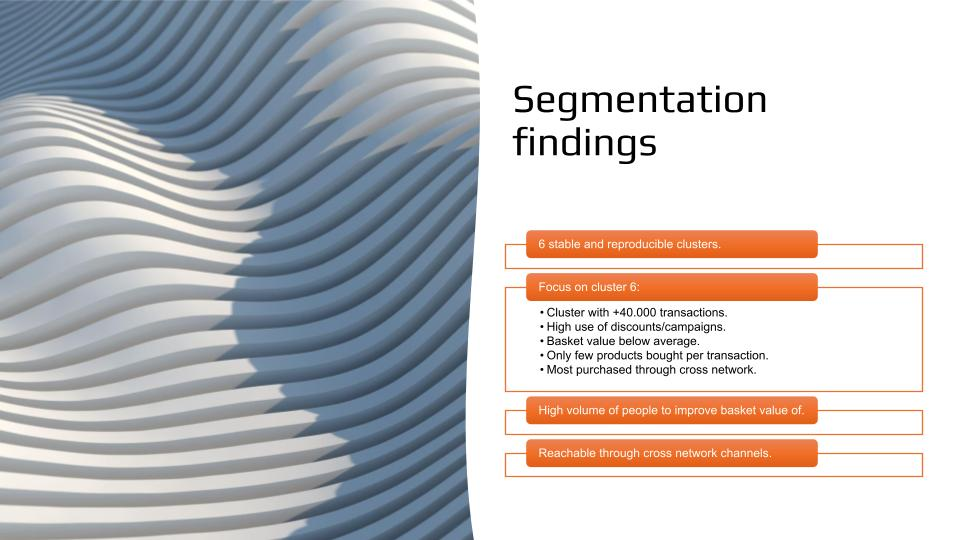 Segmentation
findings
6 stable and reproducible clusters.
Focus on cluster 6:
• Cluster with +40.000 transactions.
• High use of discounts/campaigns.
• Basket value below average.
• Only few products bought per transaction.
• Most purchased through cross network.
High volume of people to improve basket value of.
Reachable through cross network channels.